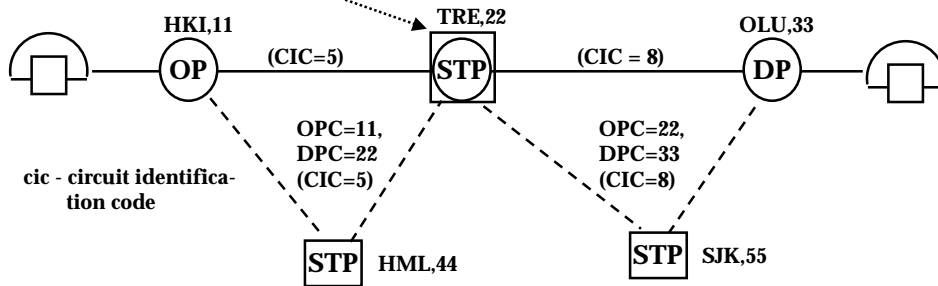 TRE,22
HKI,11
OLU,33
(CIC=5)
(CIC = 8)
OP
STP
DP
OPC=11,
DPC=22
(CIC=5)
OPC=22,
DPC=33
(CIC=8)
cic - circuit identifica-
tion code
STP
HML,44
STP
SJK,55